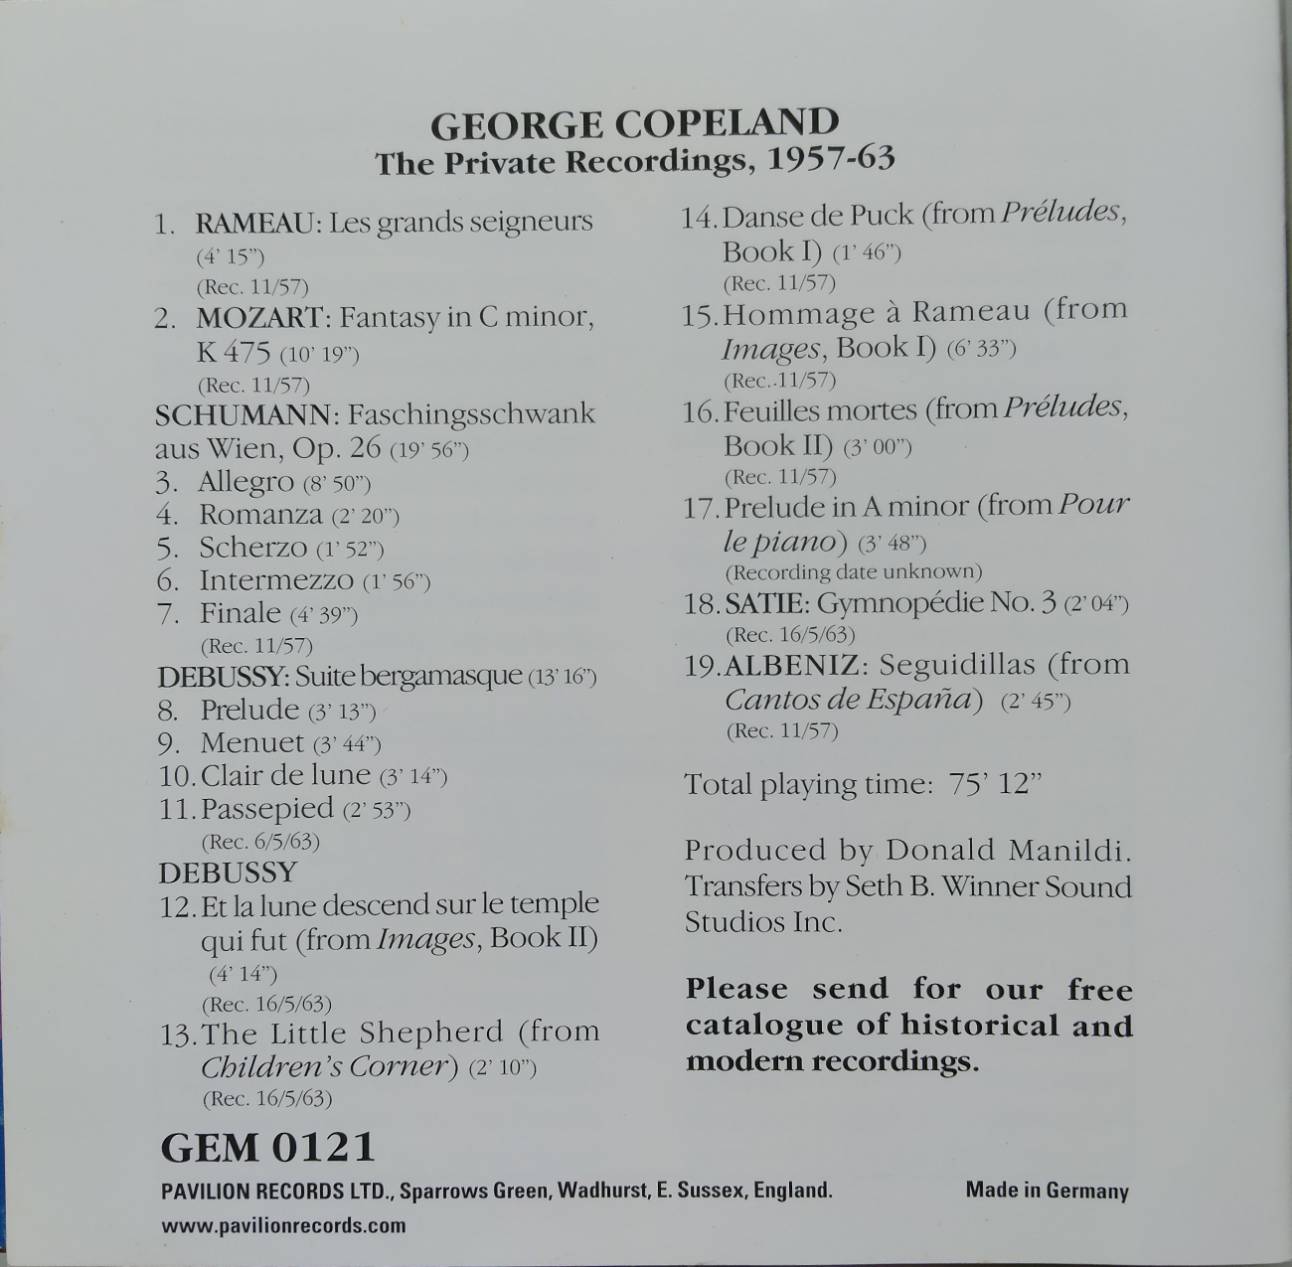 GEORGE COPELAND
The Private Recordings, 1957-63
1. RAMEAU: Les grands seigneurs
(4’ 15”)
(Rec. 11/57)
2. MOZART: Fantasy in C minor,
K 475 (10’ 19”)
(Rec. 11/57)
SCHUMANN: Faschingsschwank
aus Wien, Op. 26 (19’ 56”)
3. Allegro (8’ 50”)
4. Romanza (2’ 20”)
5. Scherzo (1’ 52”)
6. Intermezzo (1’ 56”)
7. Finale (4’ 39”)
(Rec. 11/57)
DEBUSSY: Suite bergamasque (13’ 16”)
8. Prelude (3’ 13”)
9. Menuet (3’ 44”)
10. Clair de lune (3’ 14”)
11. Passepied (2’ 53”)
(Rec. 6/5/63)
DEBUSSY
12. Et la lune descend sur le temple
qui fut (from Images, Book II)
(4’ 14”)
(Rec. 16/5/63)
13. The Little Shepherd (from
Children’s Corner) (2’ 10”)
(Rec. 16/5/63)
14. Danse de Puck (from Préludes,
Book I) (1’ 46”)
(Rec. 11/57)
15. Hommage à Rameau (from
Images, Book I) (6’ 33”)
(Rec. 11/57)
16. Feuilles mortes (from Préludes,
Book II) (3’ 00”)
(Rec. 11/57)
17. Prelude in A minor (from Pour
le piano) (3’ 48”)
(Recording date unknown)
18. SATIE: Gymnopédie No. 3 (2’ 04”)
(Rec. 16/5/63)
19. ALBENIZ: Seguidillas (from
Cantos de España) (2’ 45”)
(Rec. 11/57)
Total playing time: 75’ 12”
Produced by Donald Manildi.
Transfers by Seth B. Winner Sound
Studios Inc.
Please send for our free
catalogue of historical and
modern recordings.
GEM 0121
PAVILION RECORDS LTD., Sparrows Green, Wadhurst, E. Sussex, England.
Made in Germany
www.pavilionrecords.com